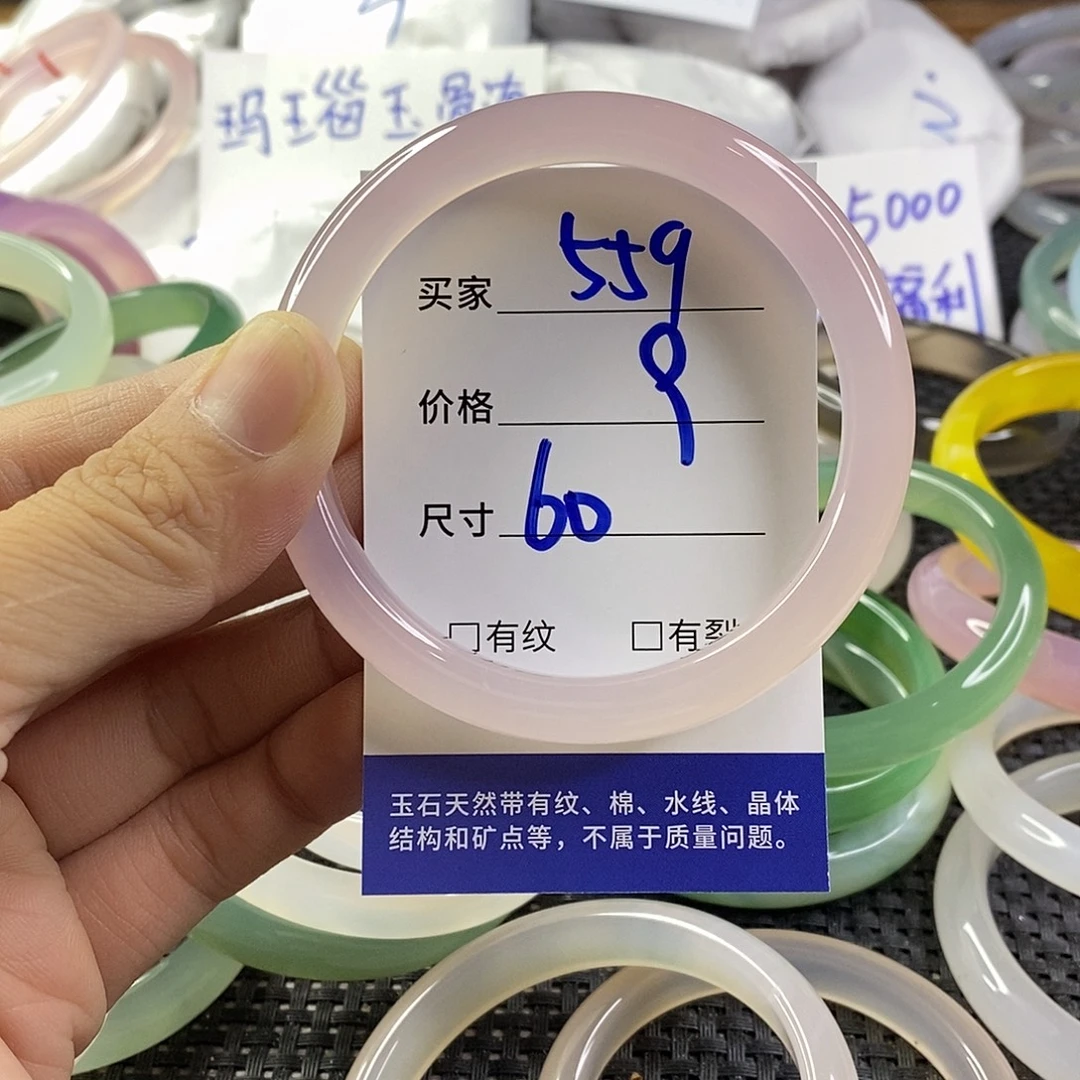 玛瑙玉
5000
福利
买家 559
价格
尺寸 60
□有纹 □有裂
玉石天然带有纹、棉、水线、晶体
结构和矿点等，不属于质量问题。